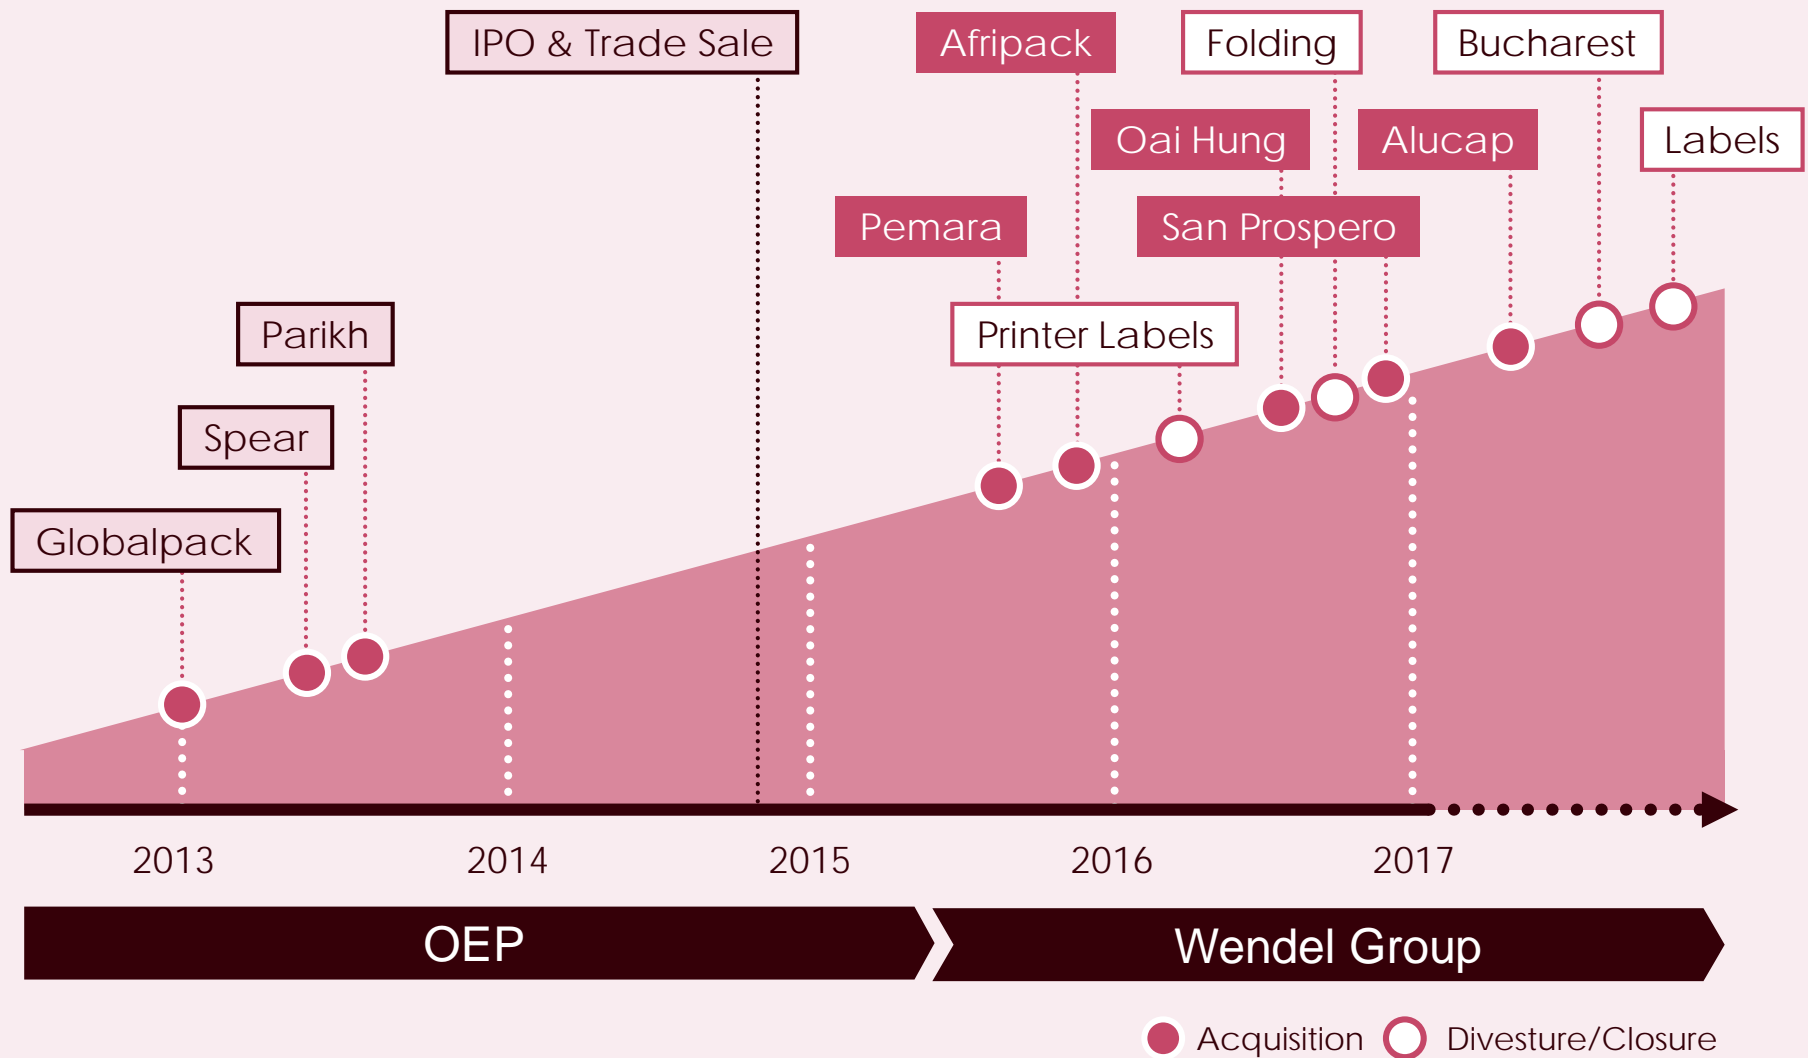 IPO & Trade Sale
Afripack
Folding
Bucharest
Oai Hung
Alucap
Labels
Pemara
San Prospero
Parikh
Printer Labels
Spear
Globalpack
2013
2014
2015
2016
2017
OEP
Wendel Group
Acquisition
Divesture/Closure